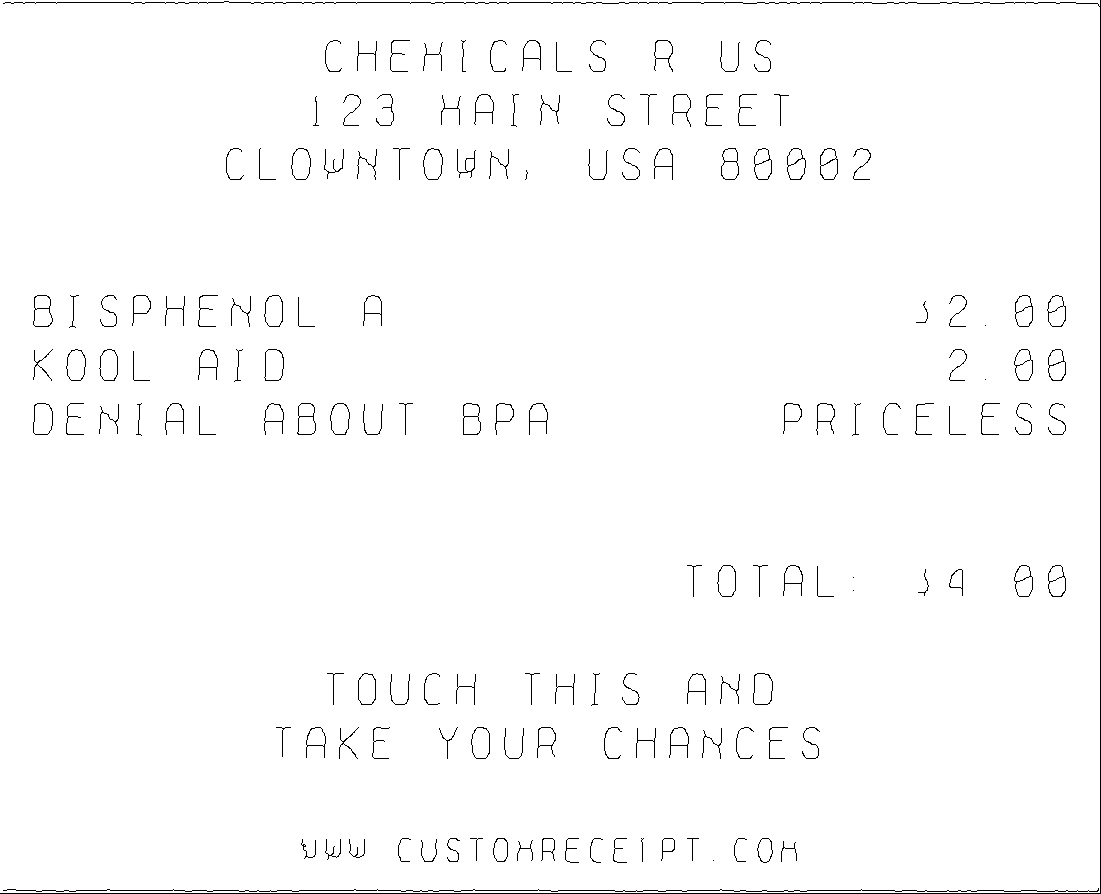 CHEMICALS R US
123 MAIN STREET
CLOWNTOWN, USA 80002
BISPHENOL A $2.00
KOOL AID 2.00
DENIAL ABOUT BPA PRICELESS
TOTAL: $4.00
TOUCH THIS AND
TAKE YOUR CHANCES
WWW.CUSTOMRECEIPT.COM